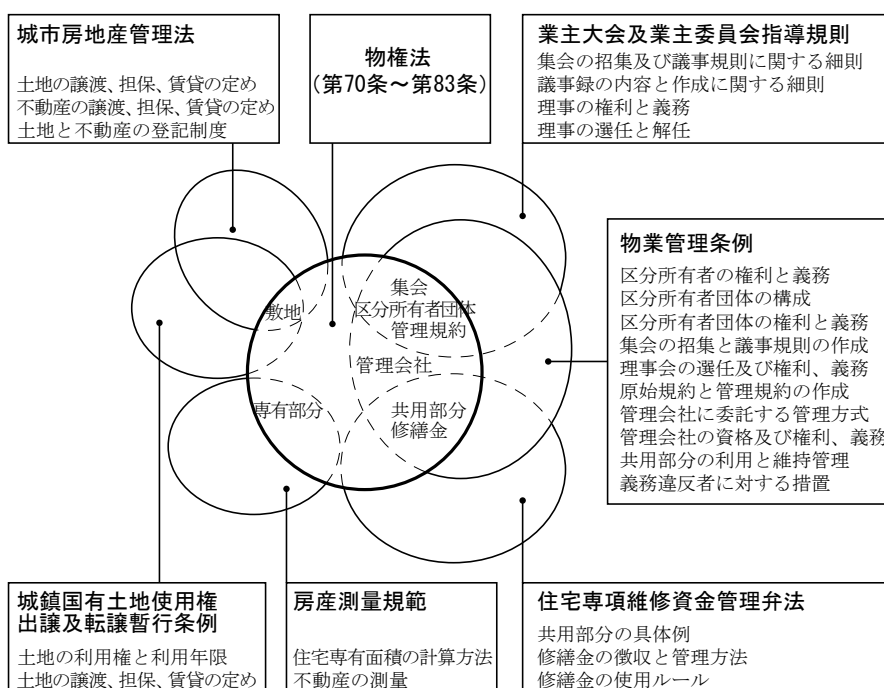 城市房地産管理法
土地の譲渡、担保、賃貸の定め
不動産の譲渡、担保、賃貸の定め
土地と不動産の登記制度
物権法
(第70条～第83条)
業主大会及業主委員会指導規則
集会の招集及び議事規則に関する細則
議事録の内容と作成に関する細則
理事の権利と義務
理事の選任と解任
物業管理条例
区分所有者の権利と義務
区分所有者団体の構成
区分所有者団体の権利と義務
集会の招集と議事規則の作成
理事会の選任及び権利、義務
原始規約と管理規約の作成
管理会社に委託する管理方式
管理会社の資格及び権利、義務
共用部分の利用と維持管理
義務違反者に対する措置
敷地
集会
区分所有者団体
管理規約
管理会社
専有部分
共用部分
修繕金
城鎮国有土地使用権
出譲及転譲暫行条例
土地の利用権と利用年限
土地の譲渡、担保、賃貸の定め
房産測量規範
住宅専有面積の計算方法
不動産の測量
住宅専項維修資金管理弁法
共用部分の具体例
修繕金の徴収と管理方法
修繕金の使用ルール